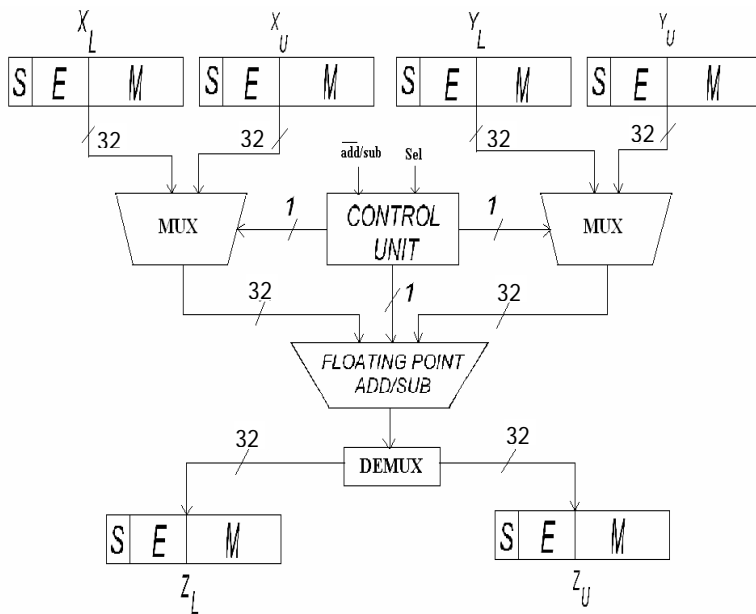 X_L X_U Y_L Y_U
S E M S E M S E M S E M
32 32 32 32
a̅d̅d̅/sub Sel
MUX 1 CONTROL UNIT 1 MUX
32 1 32
FLOATING POINT
ADD/SUB
32 DEMUX 32
S E M S E M
Z_L Z_U